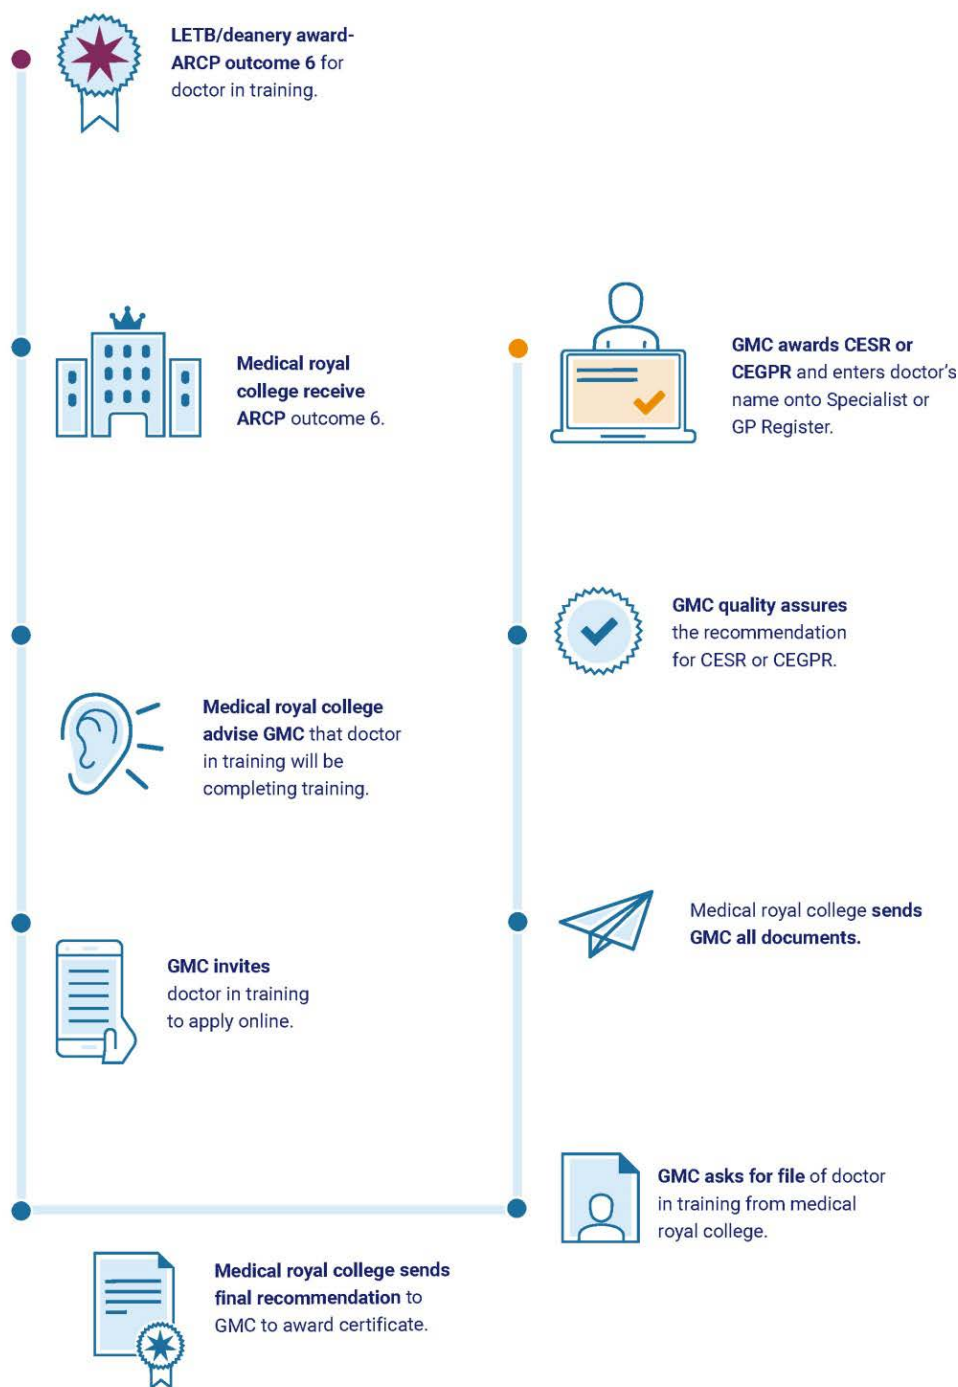 LETB/deanery award-
ARCP outcome 6 for
doctor in training.
Medical royal
college receive
ARCP outcome 6.
Medical royal college
advise GMC that doctor
in training will be
completing training.
GMC invites
doctor in training
to apply online.
Medical royal college sends
final recommendation to
GMC to award certificate.
GMC asks for file of doctor
in training from medical
royal college.
Medical royal college sends
GMC all documents.
GMC quality assures
the recommendation
for CESR or CEGPR.
GMC awards CESR or
CEGPR and enters doctor's
name onto Specialist or
GP Register.